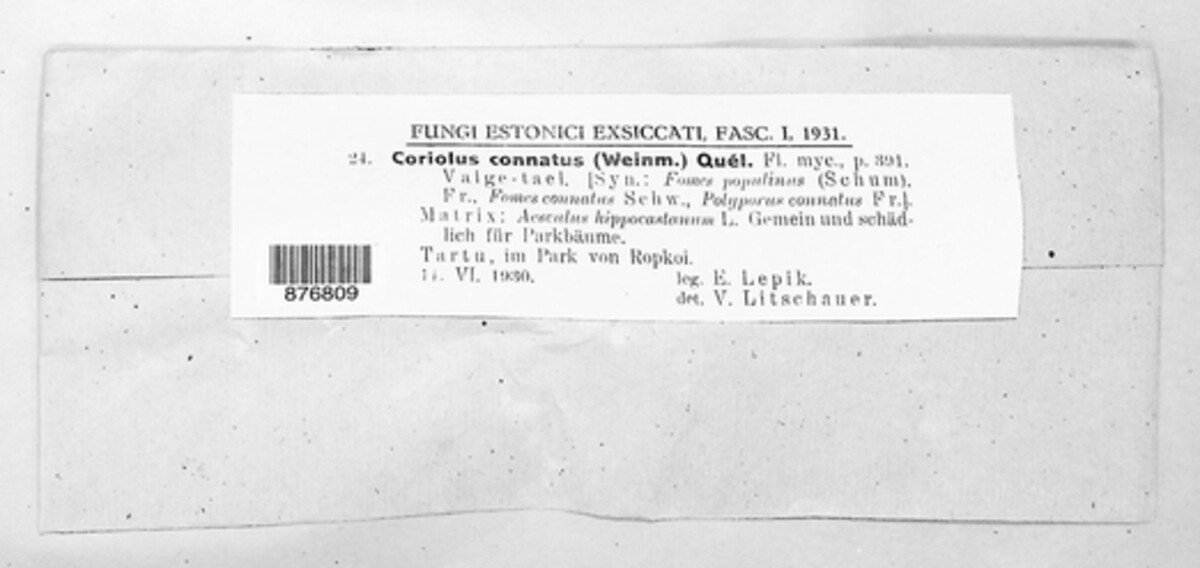 FUNGI ESTONICI EXSICCATI, FASC. I. 1931.
24. Coriolus connatus (Weinm.) Quél. Fl. myc., p. 391.
Valge-tael. [Syn.: Fomes populinus (Schum).
Fr., Fomes connatus Schw., Polyporus connatus Fr.].
Matrix: Aesculus hippocastanum L. Gemein und schäd-
lich für Parkbäume.
Tartu, im Park von Ropkoi.
VI. 1930. leg. E. Lepik.
det. V. Litschauer.
876809